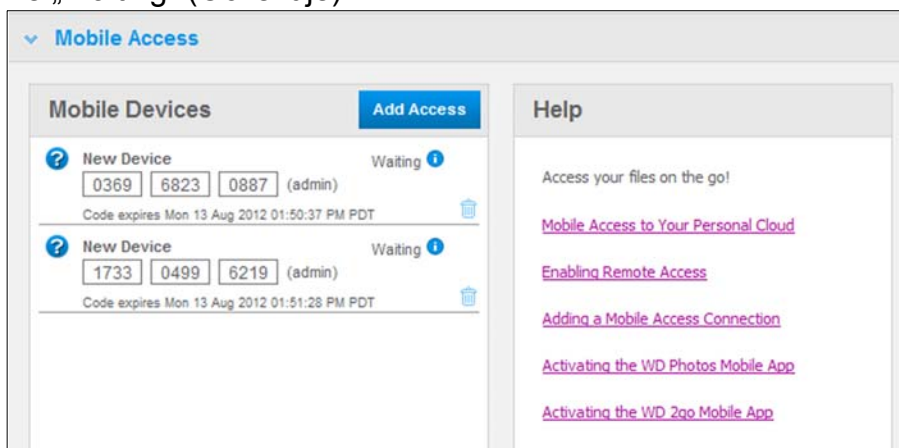 Mobile Access
Mobile Devices
Add Access
New Device
Waiting
0369 6823 0887 (admin)
Code expires Mon 13 Aug 2012 01:50:37 PM PDT
New Device
Waiting
1733 0499 6219 (admin)
Code expires Mon 13 Aug 2012 01:51:28 PM PDT
Help
Access your files on the go!
Mobile Access to Your Personal Cloud
Enabling Remote Access
Adding a Mobile Access Connection
Activating the WD Photos Mobile App
Activating the WD 2go Mobile App